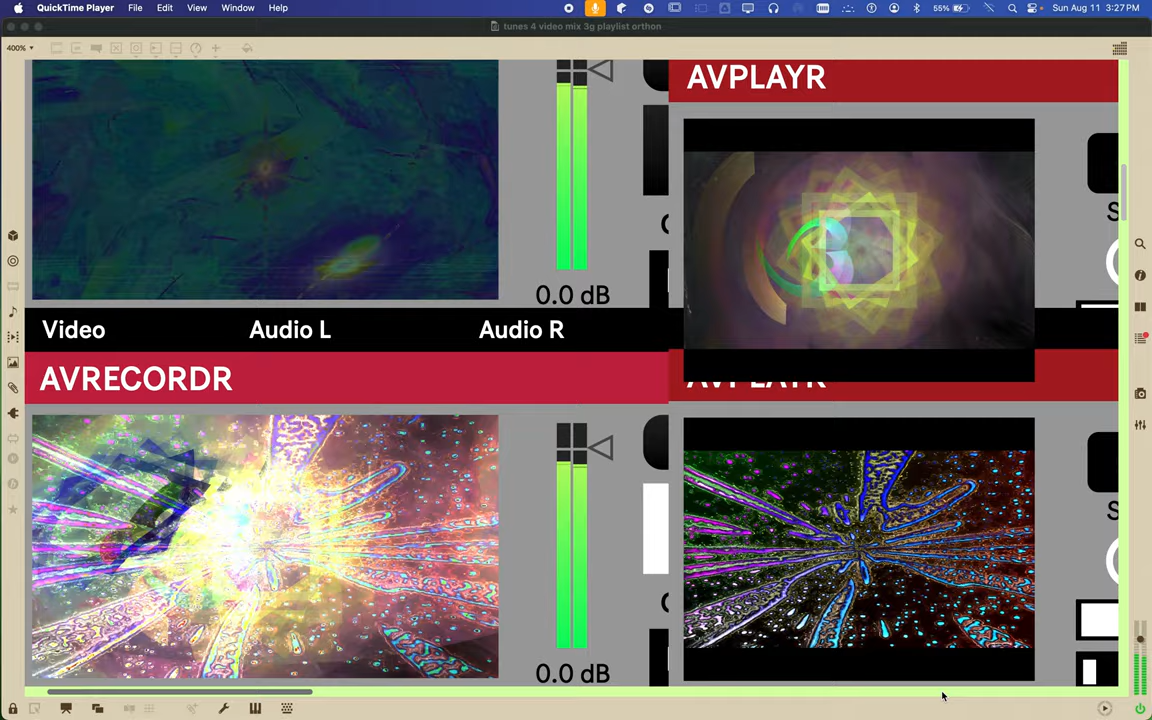 QuickTime Player File Edit View Window Help
55%
Sun Aug 11 3:27 PM
tunes 4 video mix 3g playlist orthon
400%
AVPLAYR
S
0.0 dB
Video Audio L Audio R
AVRECORDR
AVPLAYR
S
0.0 dB